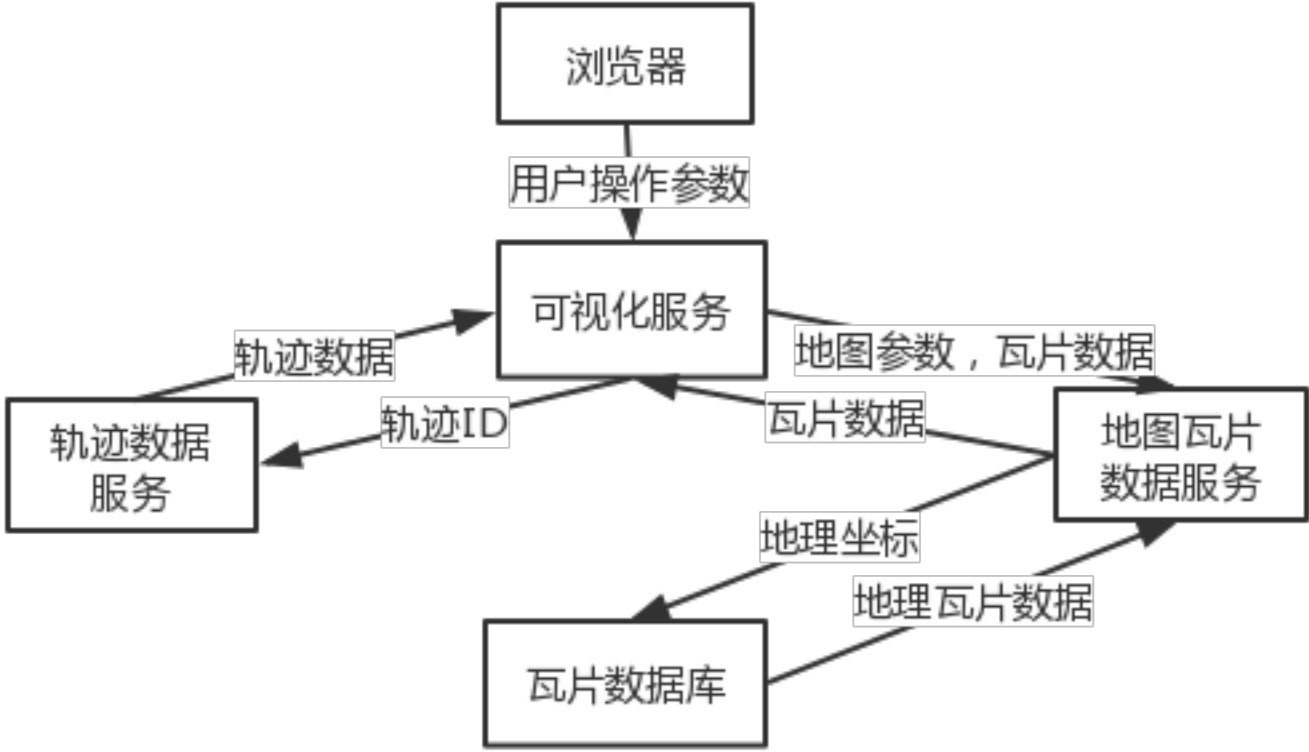 浏览器
用户操作参数
可视化服务
轨迹数据
地图参数，瓦片数据
轨迹ID
瓦片数据
轨迹数据
服务
地图瓦片
数据服务
地理坐标
地理瓦片数据
瓦片数据库